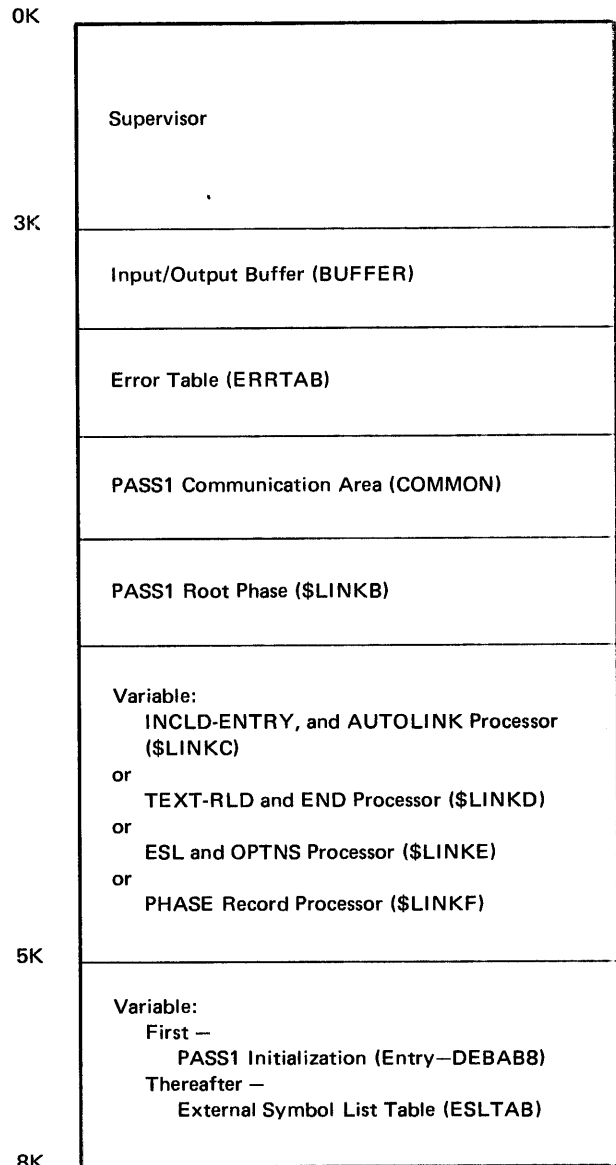 0K
Supervisor
3K
Input/Output Buffer (BUFFER)
Error Table (ERRTAB)
PASS1 Communication Area (COMMON)
PASS1 Root Phase ($LINKB)
Variable:
INCLD-ENTRY, and AUTOLINK Processor
($LINKC)
or
TEXT-RLD and END Processor ($LINKD)
or
ESL and OPTNS Processor ($LINKE)
or
PHASE Record Processor ($LINKF)
5K
Variable:
First —
PASS1 Initialization (Entry—DEBAB8)
Thereafter —
External Symbol List Table (ESLTAB)
8K